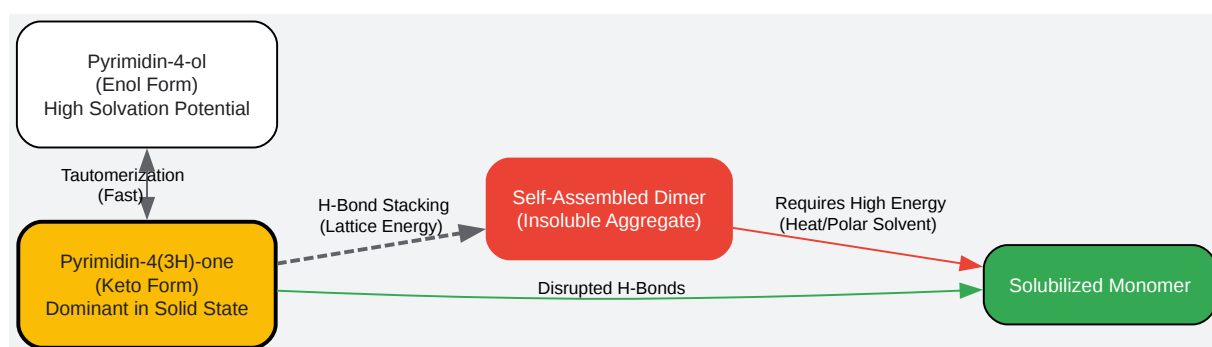 Pyrimidin-4-ol
(Enol Form)
High Solvation Potential
Tautomerization
(Fast)
Pyrimidin-4(3H)-one
(Keto Form)
Dominant in Solid State
H-Bond Stacking
(Lattice Energy)
Self-Assembled Dimer
(Insoluble Aggregate)
Requires High Energy
(Heat/Polar Solvent)
Disrupted H-Bonds
Solubilized Monomer